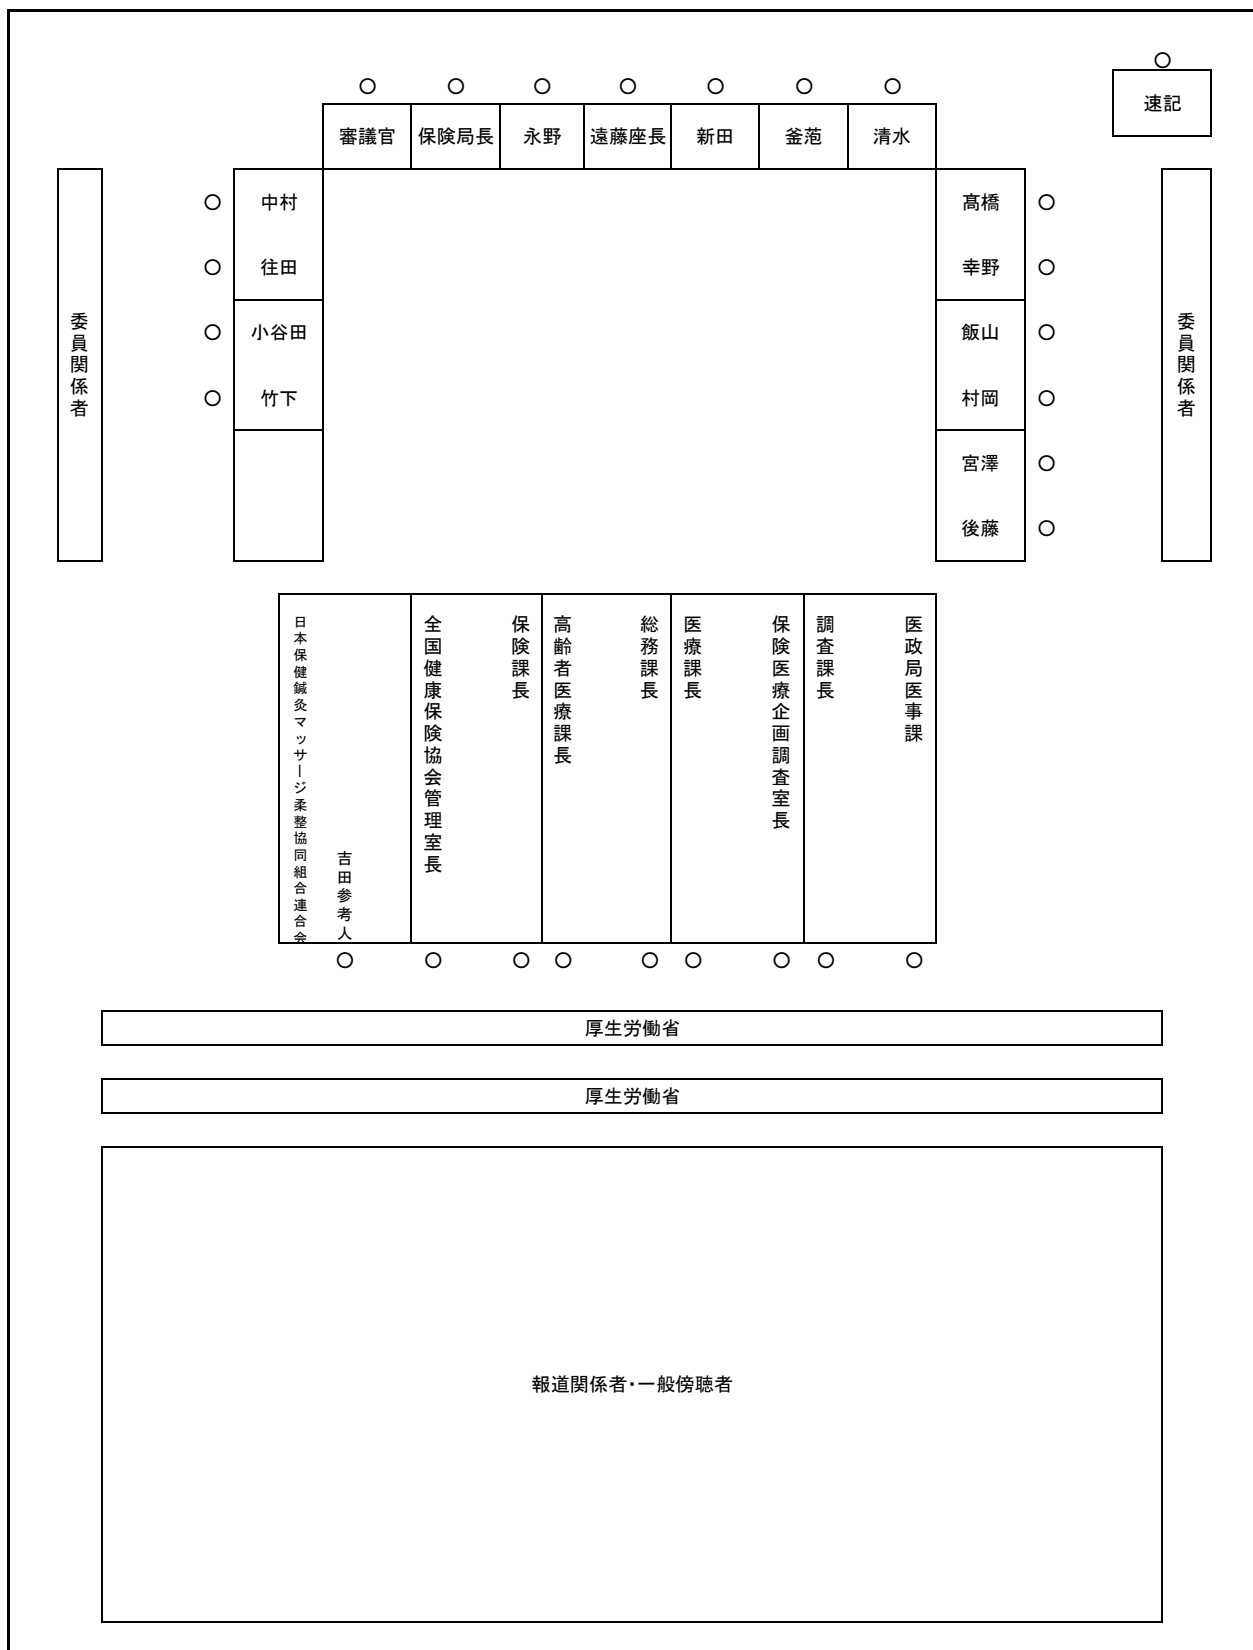 速記
審議官 保険局長 永野 遠藤座長 新田 釜萢 清水
中村
往田
小谷田
竹下
髙橋
幸野
飯山
村岡
宮澤
後藤
委員関係者
委員関係者
日本保健鍼灸マッサージ柔整協同組合連合会
吉田参考人
全国健康保険協会管理室長
保険課長
高齢者医療課長
総務課長
医療課長
保険医療企画調査室長
調査課長
医政局医事課
厚生労働省
厚生労働省
報道関係者・一般傍聴者